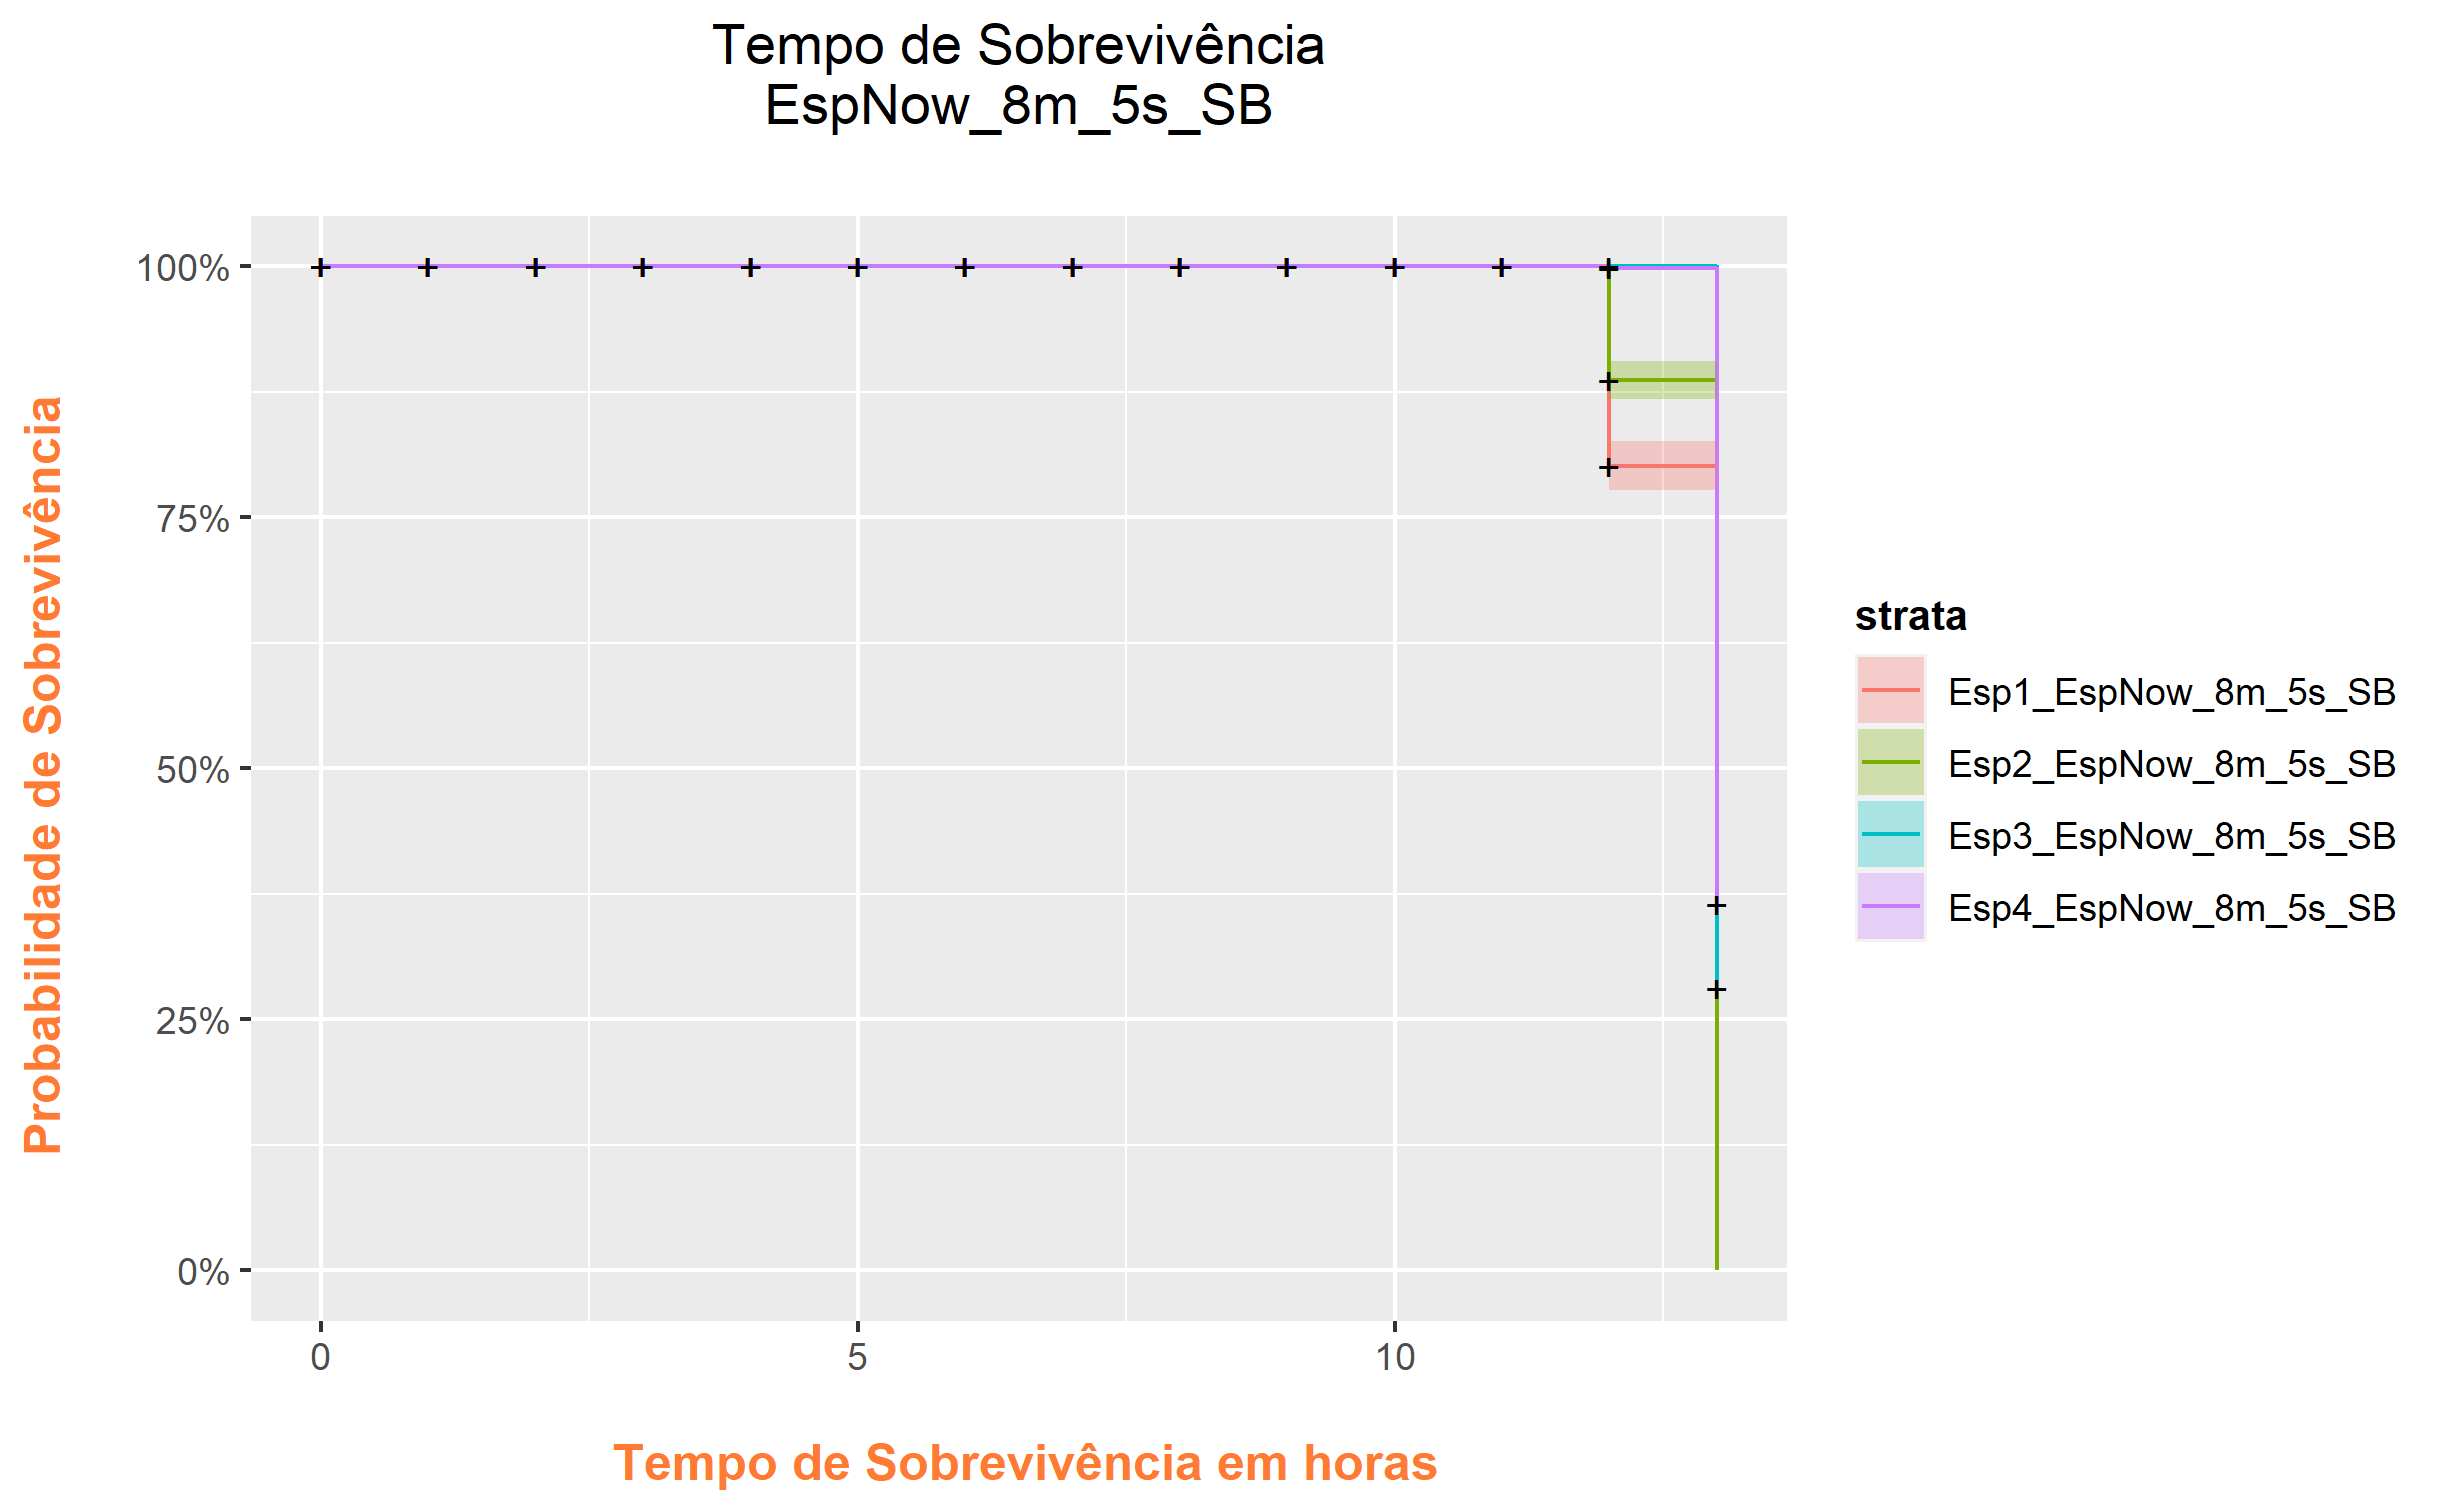 Tempo de Sobrevivência
EspNow_8m_5s_SB
Probabilidade de Sobrevivência
100%
75%
50%
25%
0%
0
5
10
Tempo de Sobrevivência em horas
strata
Esp1_EspNow_8m_5s_SB
Esp2_EspNow_8m_5s_SB
Esp3_EspNow_8m_5s_SB
Esp4_EspNow_8m_5s_SB